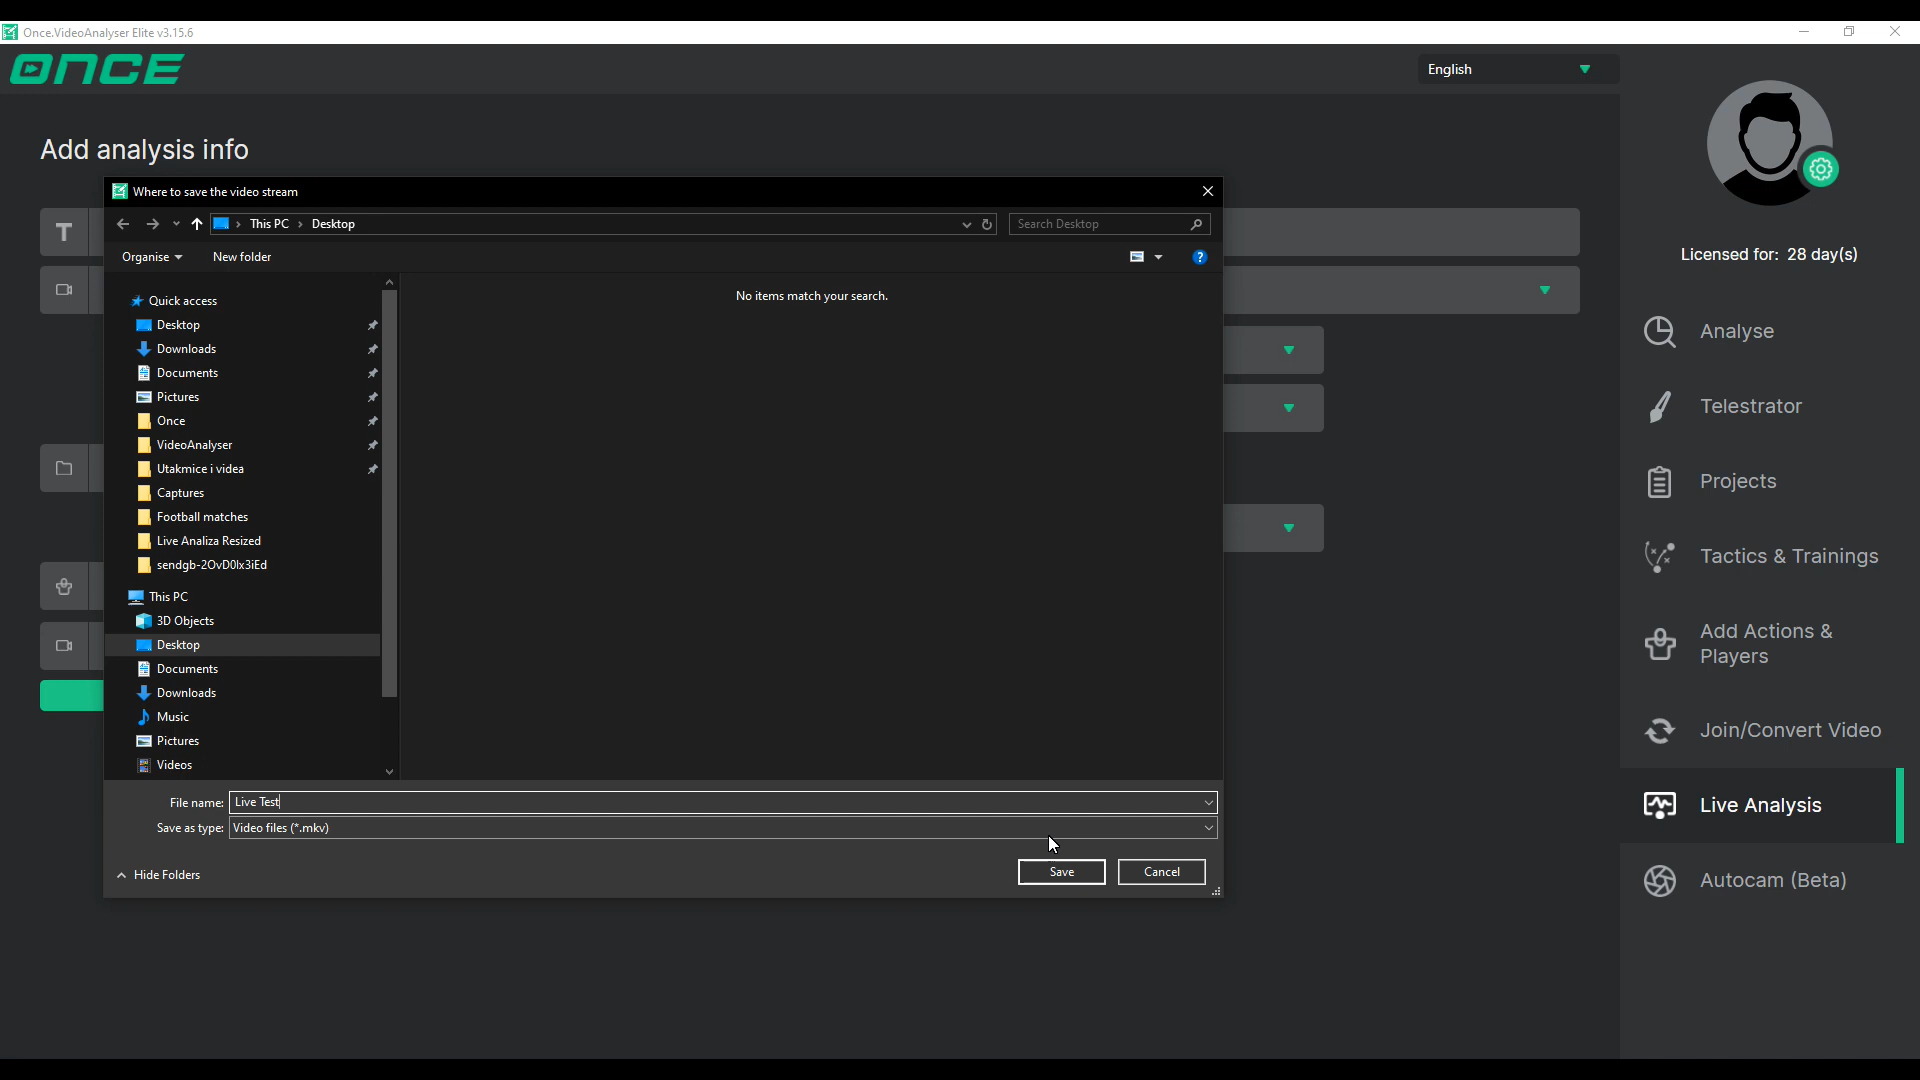 Once.VideoAnalyser Elite v3.15.6
ONCE
English
Add analysis info
Where to save the video stream
This PC
Desktop
Search Desktop
Organise
New folder
No items match your search.
Quick access
Desktop
Downloads
Documents
Pictures
Once
VideoAnalyser
Utakmice i videa
Captures
Football matches
Live Analiza Resized
sendgb-2OvD0lx3iEd
This PC
3D Objects
Desktop
Documents
Downloads
Music
Pictures
Videos
File name: Live Test
Save as type: Video files (*.mkv)
Hide Folders
Save
Cancel
Licensed for: 28 day(s)
Analyse
Telestrator
Projects
Tactics & Trainings
Add Actions &
Players
Join/Convert Video
Live Analysis
Autocam (Beta)